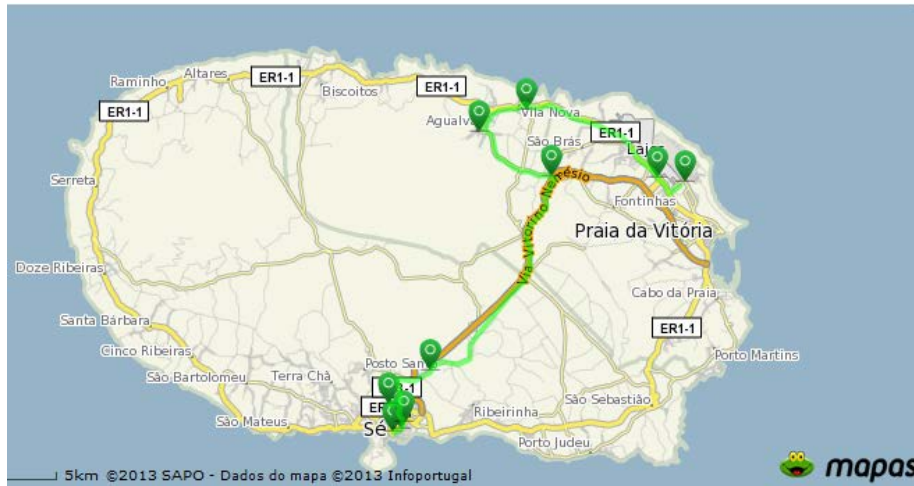 Altares
Raminho
ER1-1
ER1-1
Biscoitos
ER1-1
Agualva
Vila Nova
São Brás
ER1-1
Lajes
Serreta
Fontinhas
Via Vitorino Nemésio
Praia da Vitória
Doze Ribeiras
Cabo da Praia
Santa Bárbara
ER1-1
Cinco Ribeiras
Porto Martins
Posto Santo
São Bartolomeu
Terra Chã
São Sebastião
São Mateus
Ribeirinha
Sé
Porto Judeu
5km ©2013 SAPO - Dados do mapa ©2013 Infoportugal
mapas